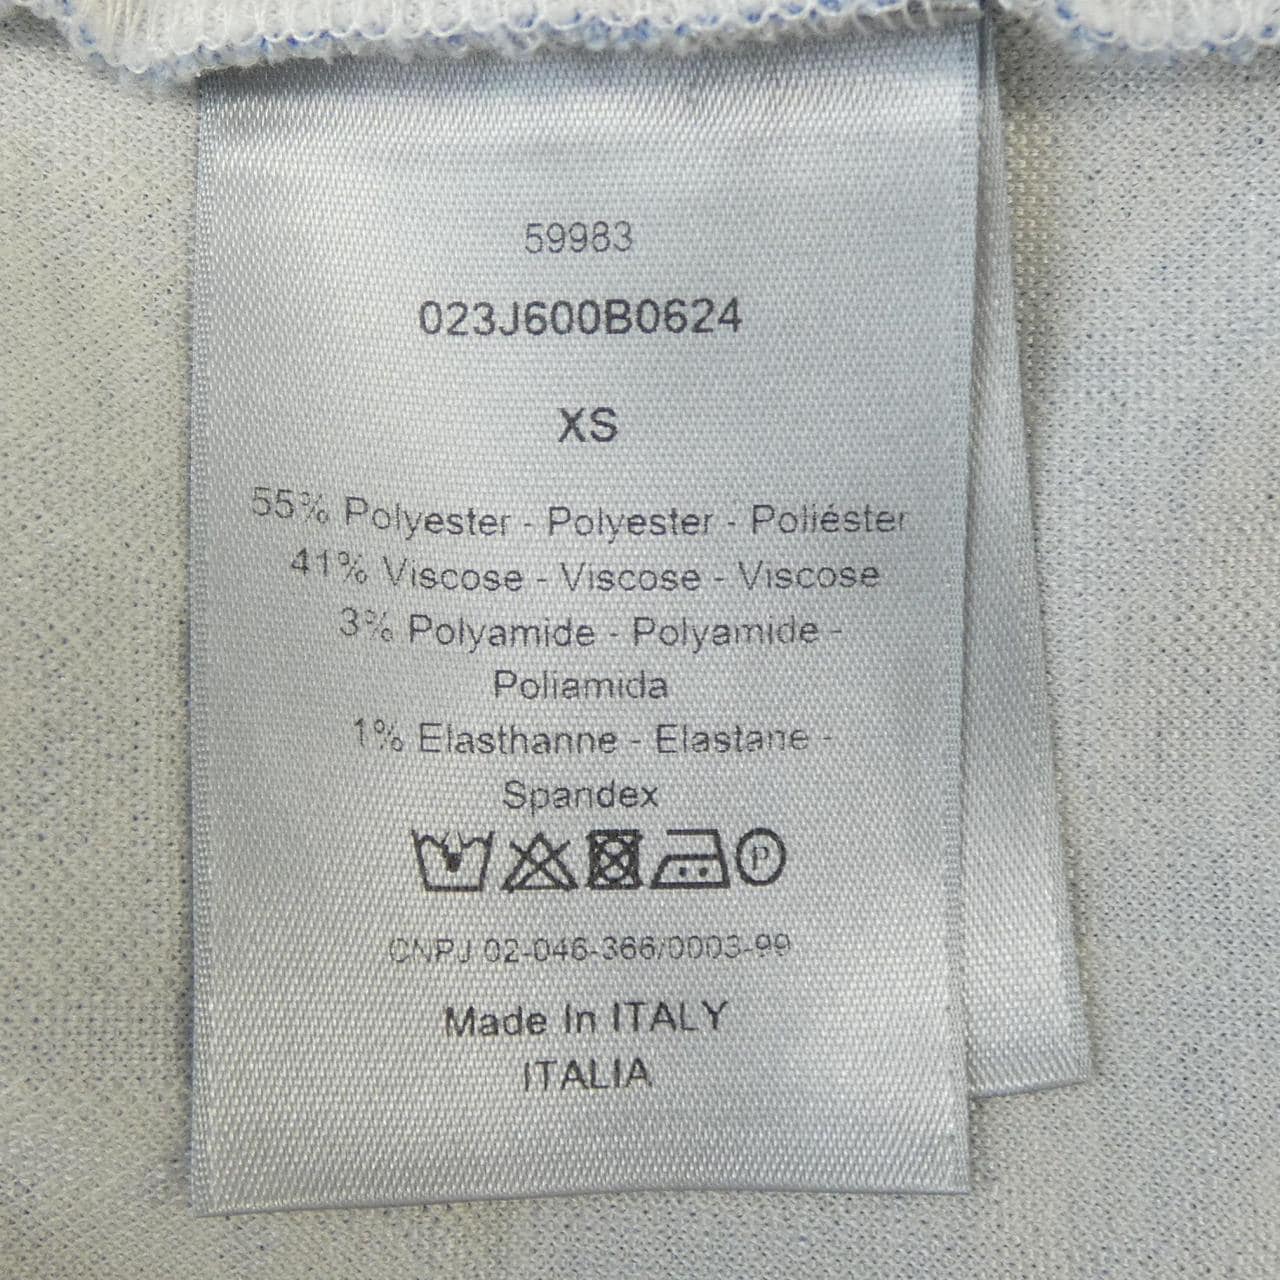 59983
023J600B0624
XS
55% Polyester - Polyester - Poliéster
41% Viscose - Viscose - Viscose
3% Polyamide - Polyamide -
Poliamida
1% Elasthanne - Elastane -
Spandex
P
CNPJ 02-046-366/0003-99
Made In ITALY
ITALIA